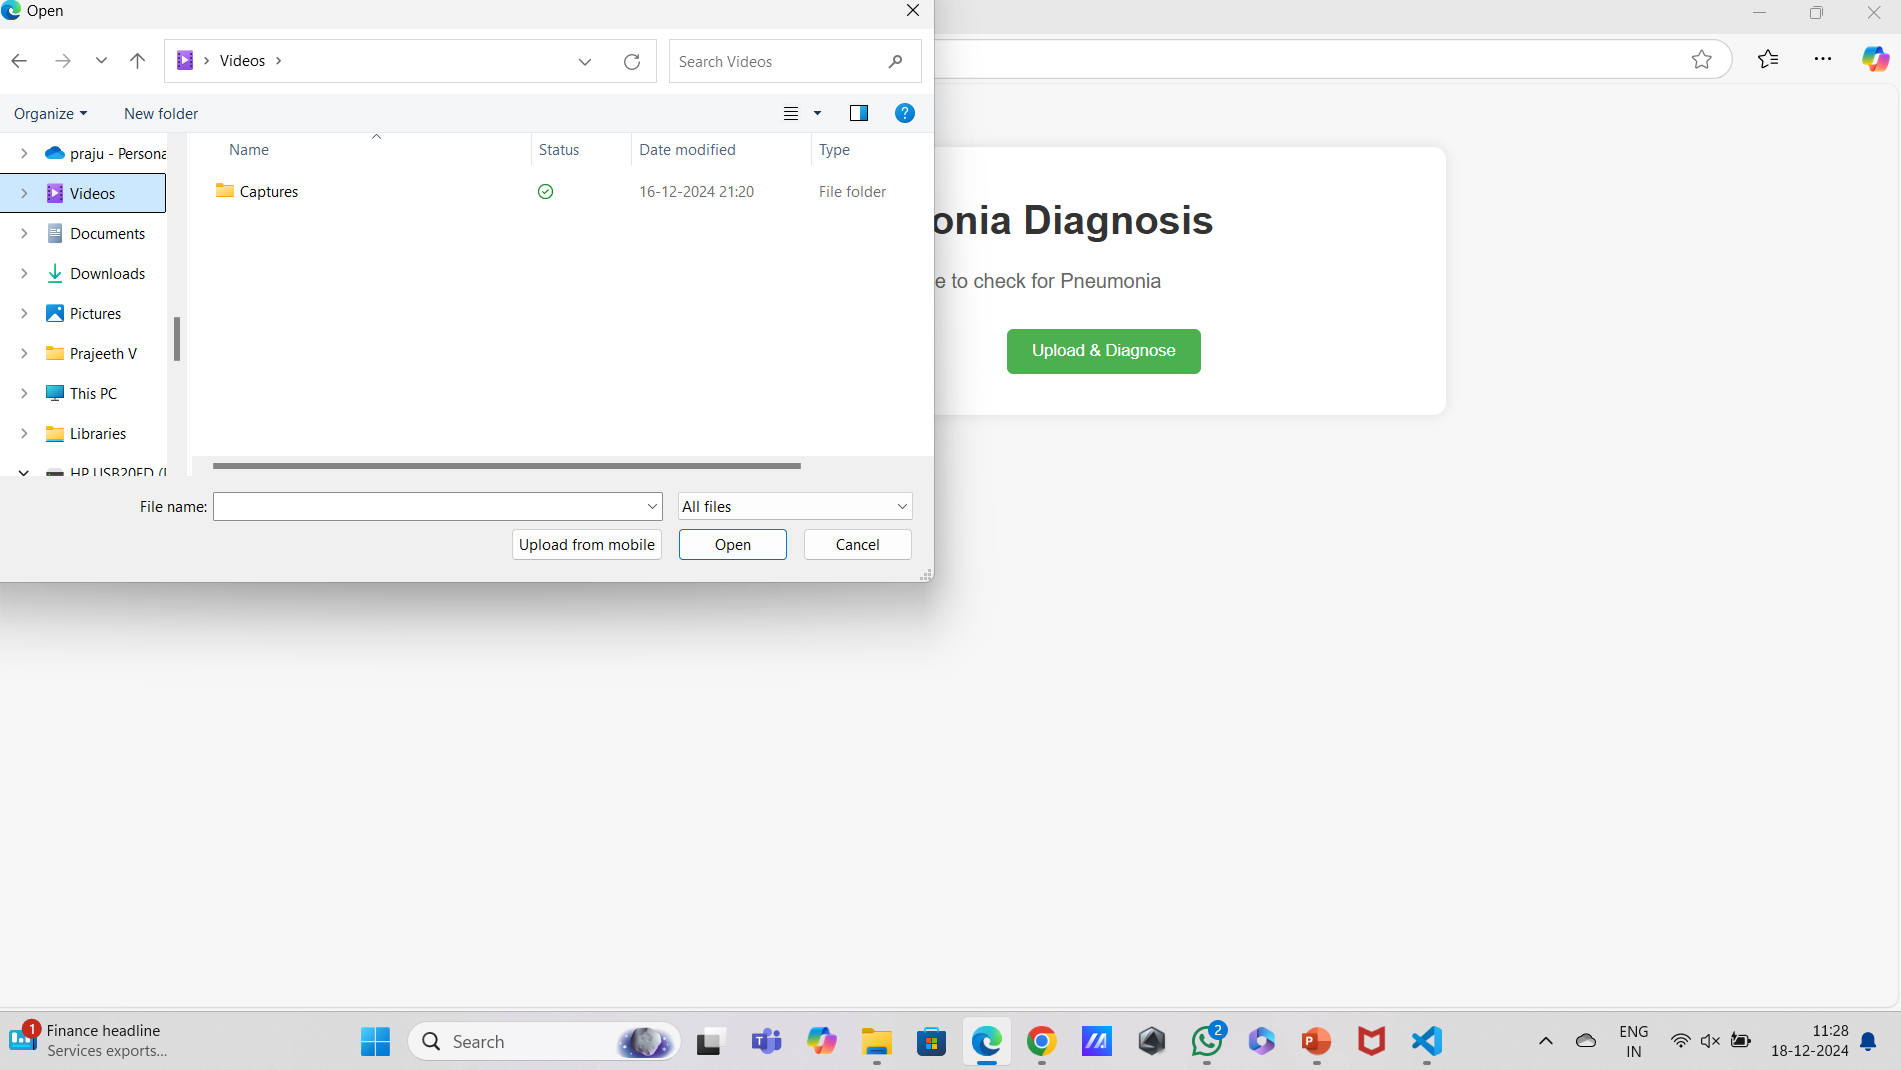 Open
Videos
Search Videos
Organize
New folder
Name
Status
Date modified
Type
praju - Persona
Videos
Captures
16-12-2024 21:20
File folder
Documents
Downloads
Pictures
Prajeeth V
This PC
Libraries
HP USB20FD (
File name:
All files
Upload from mobile
Open
Cancel
onia Diagnosis
e to check for Pneumonia
Upload & Diagnose
1
Finance headline
Services exports...
Search
2
ENG
IN
11:28
18-12-2024